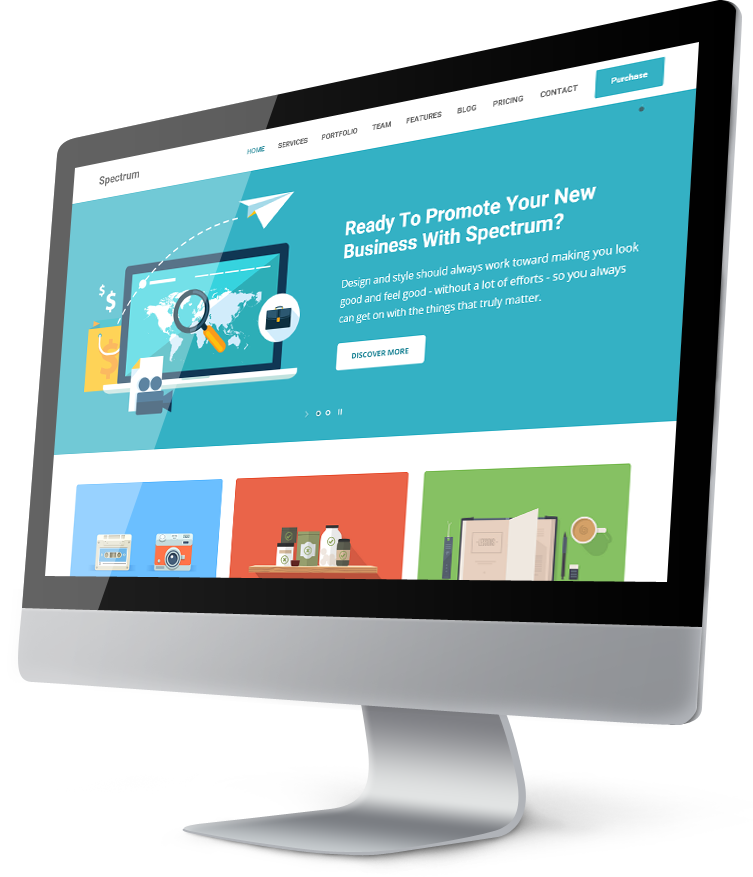 Spectrum
HOME SERVICES PORTFOLIO TEAM FEATURES BLOG PRICING CONTACT Purchase
Ready To Promote Your New
Business With Spectrum?
Design and style should always work toward making you look
good and feel good - without a lot of efforts - so you always
can get on with the things that truly matter.
DISCOVER MORE
$
$
$